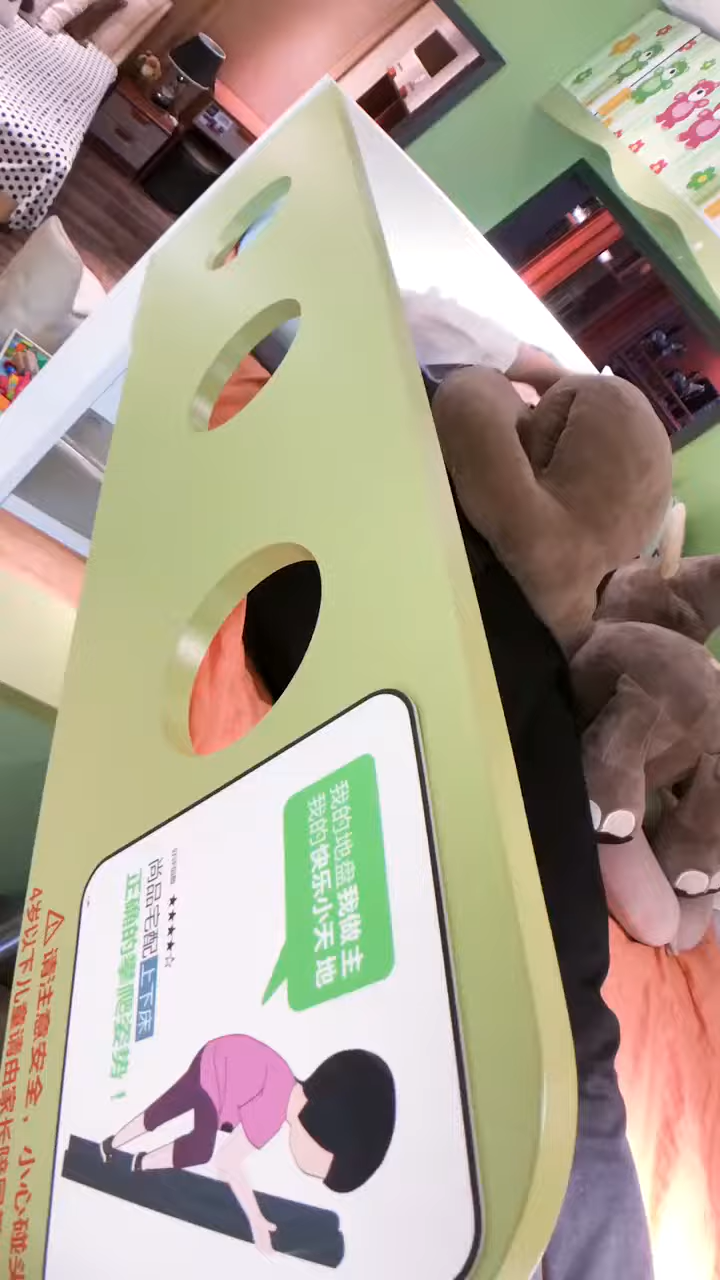 我的地盘我做主
我的快乐小天地
★★★★☆
尚品宅配上下床
正确的攀爬姿势！
请注意安全，小心碰头
4岁以下儿童请由家长陪同